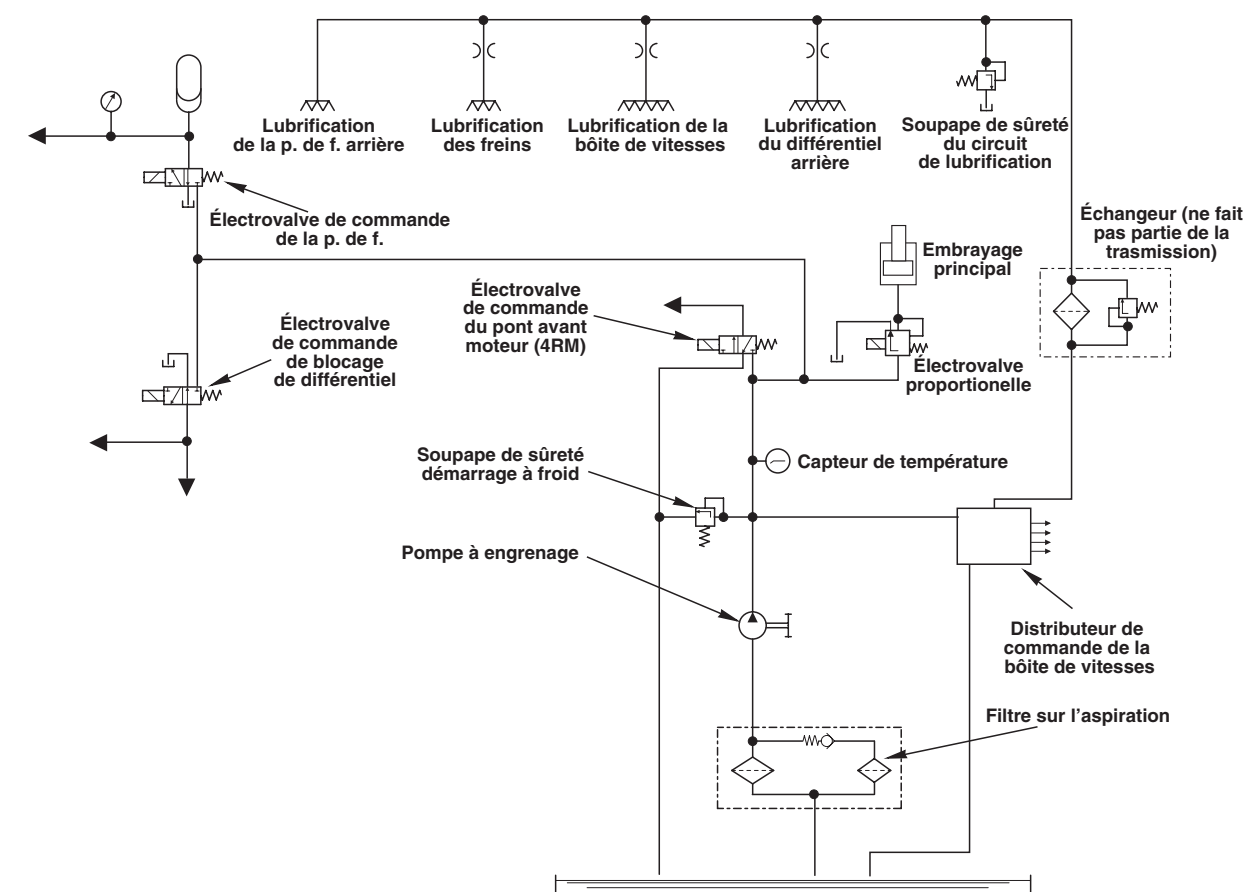 Lubrification
de la p. de f. arrière
Lubrification
des freins
Lubrification de la
bôite de vitesses
Lubrification
du différentiel
arrière
Soupape de sûreté
du circuit
de lubrification
Électrovalve de commande
de la p. de f.
Échangeur (ne fait
pas partie de la
trasmission)
Embrayage
principal
Électrovalve
de commande
du pont avant
moteur (4RM)
Électrovalve
de commande
de blocage
de différentiel
Électrovalve
proportionelle
Soupape de sûreté
démarrage à froid
Capteur de température
Pompe à engrenage
Distributeur de
commande de la
bôite de vitesses
Filtre sur l'aspiration